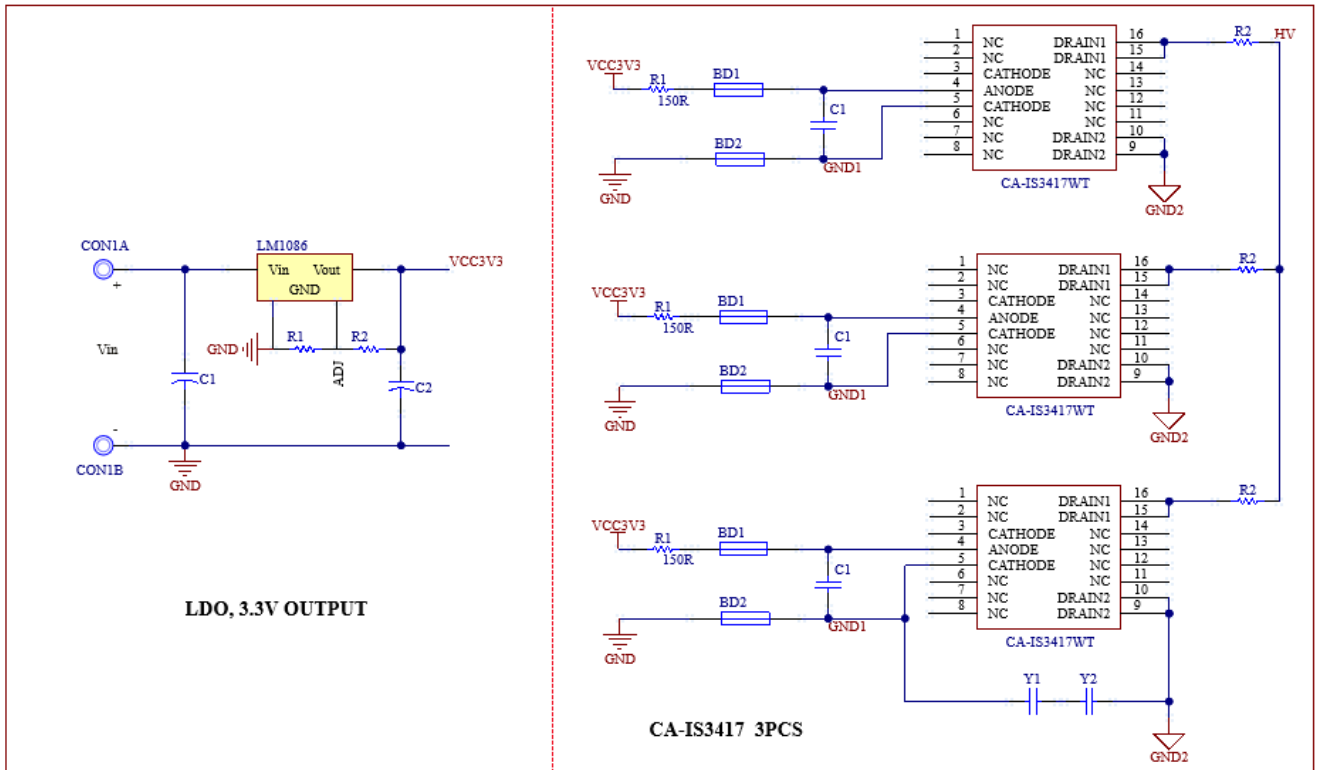 CON1A
+
Vin
-
CON1B
GND
C1
LM1086
Vin Vout
GND
GND
R1
R2
ADJ
C2
VCC3V3
LDO, 3.3V OUTPUT
VCC3V3
R1
150R
BD1
BD2
GND
C1
GND1
1 NC DRAIN1 16
2 NC DRAIN1 15
3 CATHODE NC 14
4 ANODE NC 13
5 CATHODE NC 12
6 NC NC 11
7 NC DRAIN2 10
8 NC DRAIN2 9
CA-IS3417WT
R2
HV
GND2
VCC3V3
R1
150R
BD1
BD2
GND
C1
GND1
1 NC DRAIN1 16
2 NC DRAIN1 15
3 CATHODE NC 14
4 ANODE NC 13
5 CATHODE NC 12
6 NC NC 11
7 NC DRAIN2 10
8 NC DRAIN2 9
CA-IS3417WT
R2
GND2
VCC3V3
R1
150R
BD1
BD2
GND
C1
GND1
1 NC DRAIN1 16
2 NC DRAIN1 15
3 CATHODE NC 14
4 ANODE NC 13
5 CATHODE NC 12
6 NC NC 11
7 NC DRAIN2 10
8 NC DRAIN2 9
CA-IS3417WT
R2
Y1
Y2
GND2
CA-IS3417 3PCS